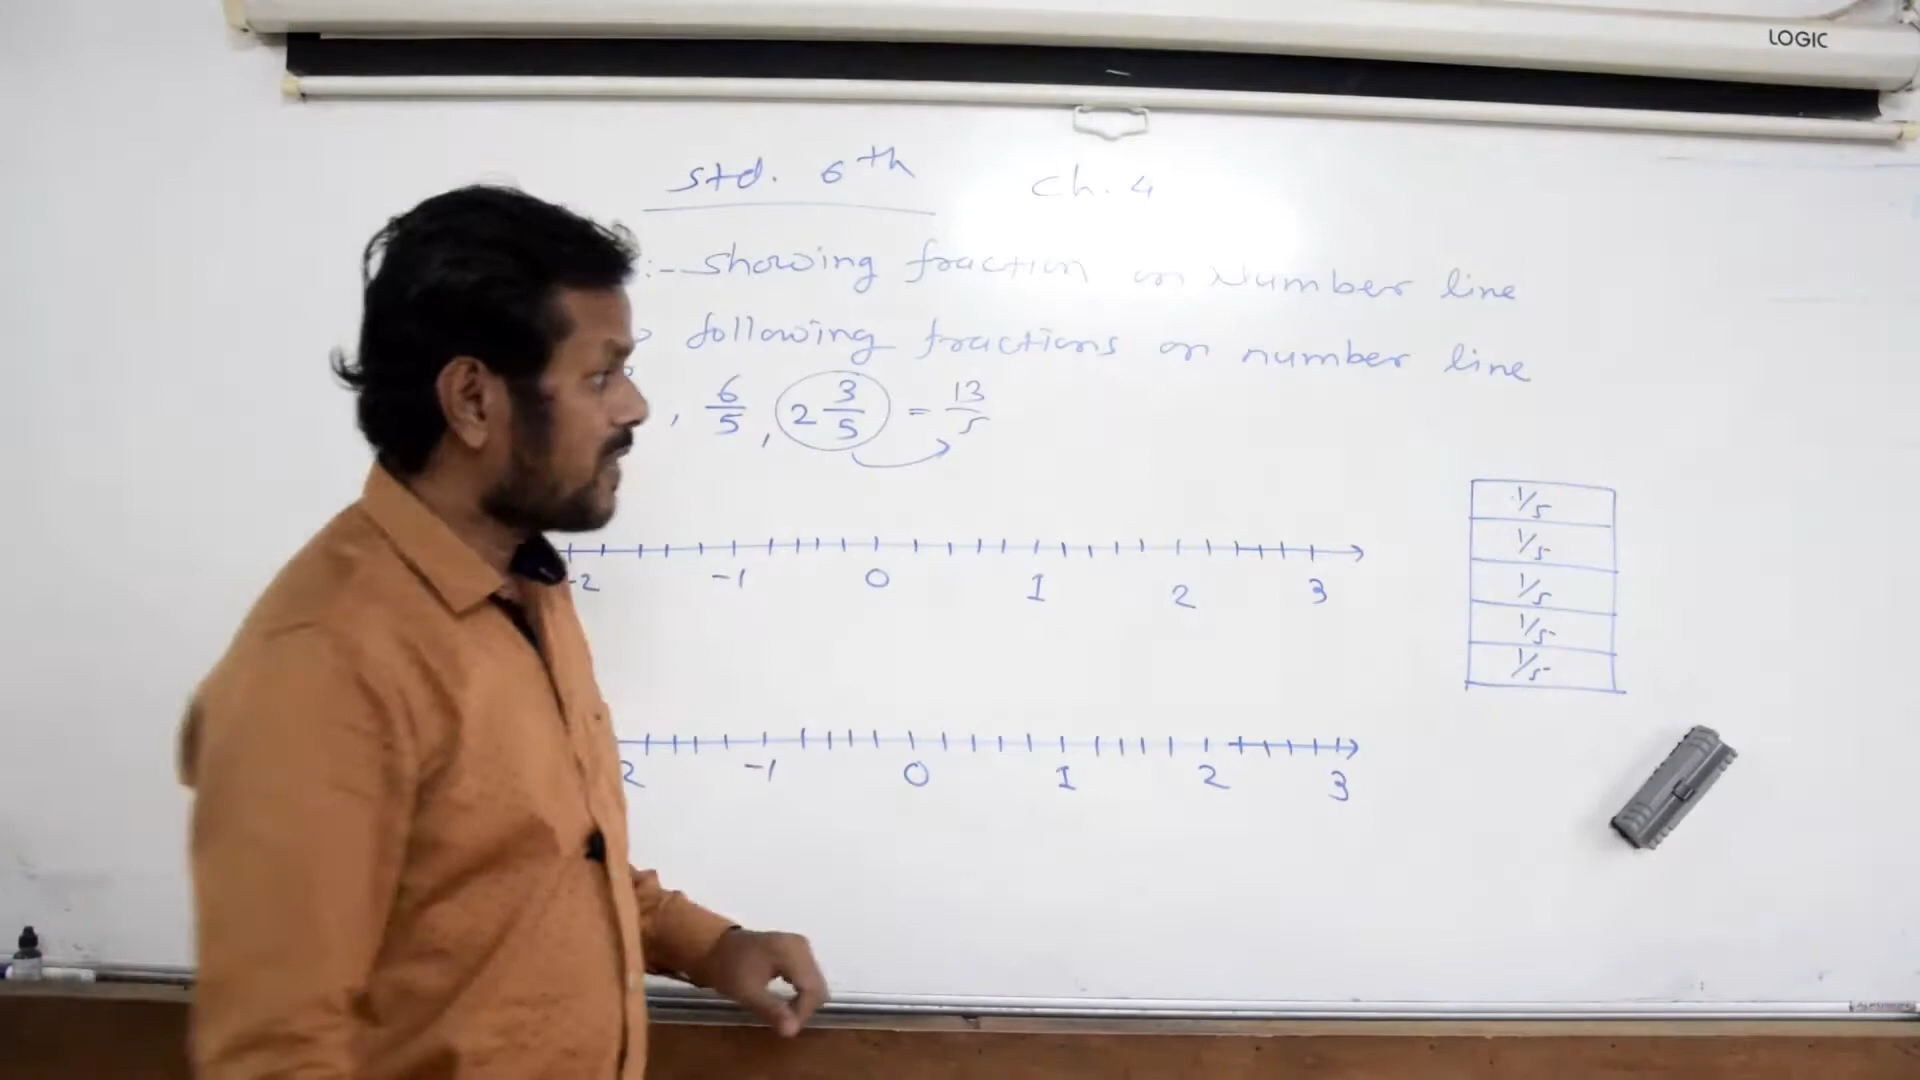 LOGIC
Std. 6th Ch. 4
:- Showing fraction on Number line
following fractions on number line
, 6/5, 2 3/5 = 13/5
1/5
1/5
1/5
1/5
1/5
-2 -1 0 1 2 3
2 -1 0 1 2 3